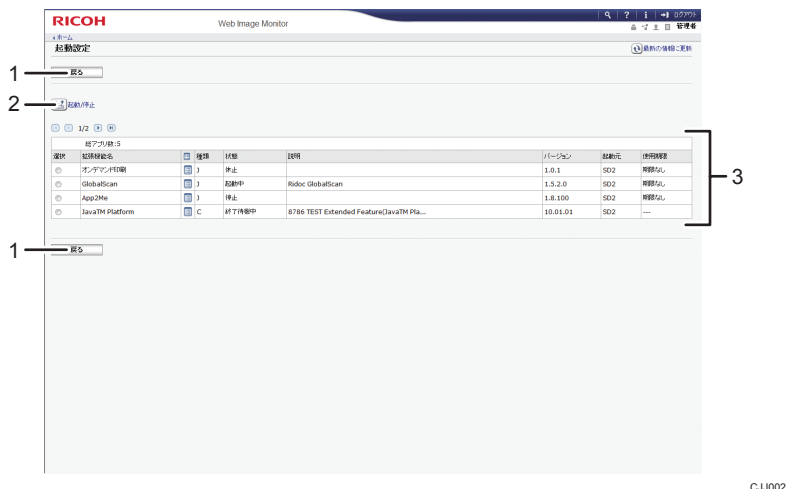 RICOH Web Image Monitor ? i ログアウト
管理者
ホーム
起動設定 最新の情報に更新
1 戻る
2 起動/停止
1/2
総アプリ数:5
選択 拡張機能名 種類 状態 説明 バージョン 起動元 使用期限
オンデマンド印刷 J 休止 1.0.1 SD2 期限なし
GlobalScan J 起動中 Ridoc GlobalScan 1.5.2.0 SD2 期限なし
App2Me J 停止 1.8.100 SD2 期限なし
JavaTM Platform C 終了待機中 8786 TEST Extended Feature(JavaTM Pla... 10.01.01 SD2 ---
3
1 戻る
CJJ002